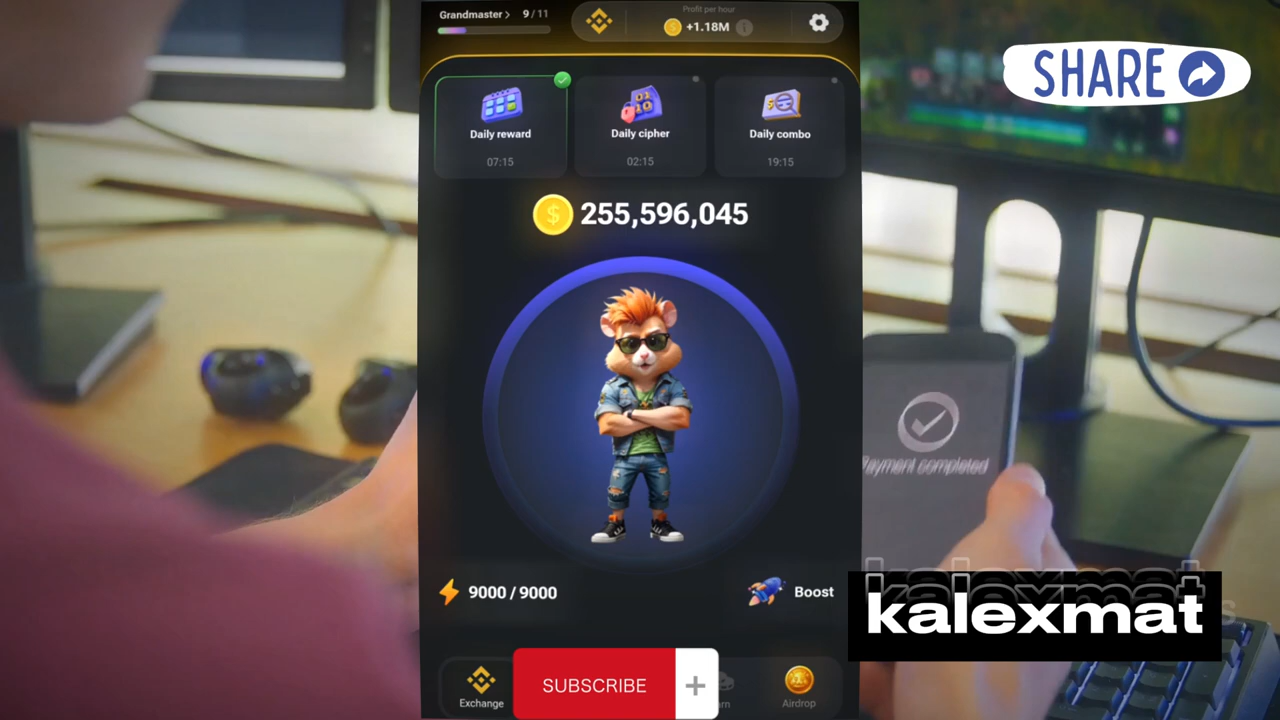 Grandmaster > 9 / 11
Profit per hour
+1.18M
SHARE
Daily reward
07:15
Daily cipher
02:15
Daily combo
19:15
255,596,045
Payment completed
9000 / 9000
Boost
kalexmat
kalexmat
Exchange
SUBSCRIBE
Airdrop